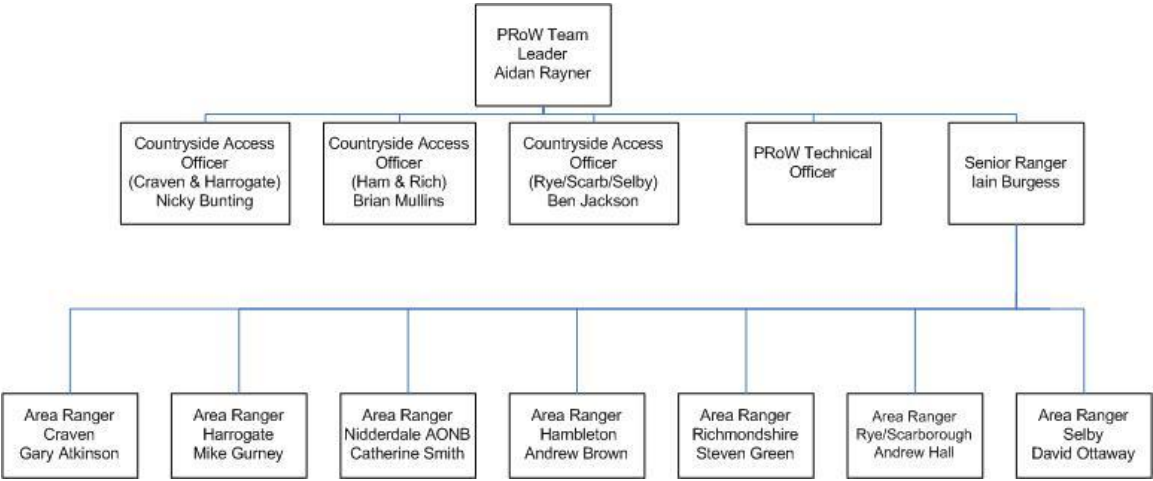 PRoW Team
Leader
Aidan Rayner
Countryside Access
Officer
(Craven & Harrogate)
Nicky Bunting
Countryside Access
Officer
(Ham & Rich)
Brian Mullins
Countryside Access
Officer
(Rye/Scarb/Selby)
Ben Jackson
PRoW Technical
Officer
Senior Ranger
Iain Burgess
Area Ranger
Craven
Gary Atkinson
Area Ranger
Harrogate
Mike Gurney
Area Ranger
Nidderdale AONB
Catherine Smith
Area Ranger
Hambleton
Andrew Brown
Area Ranger
Richmondshire
Steven Green
Area Ranger
Rye/Scarborough
Andrew Hall
Area Ranger
Selby
David Ottaway